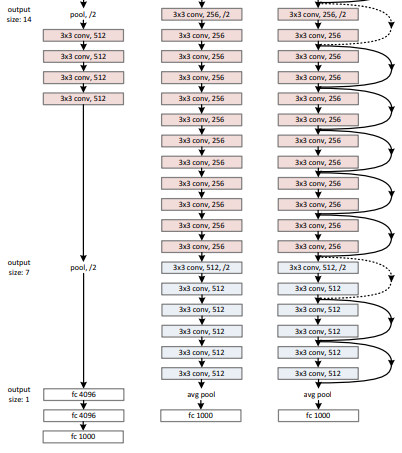 output
size: 14
output
size: 7
output
size: 1
pool, /2
3x3 conv, 512
3x3 conv, 512
3x3 conv, 512
3x3 conv, 512
pool, /2
fc 4096
fc 4096
fc 1000
3x3 conv, 256, /2
3x3 conv, 256
3x3 conv, 256
3x3 conv, 256
3x3 conv, 256
3x3 conv, 256
3x3 conv, 256
3x3 conv, 256
3x3 conv, 256
3x3 conv, 256
3x3 conv, 256
3x3 conv, 256
3x3 conv, 512, /2
3x3 conv, 512
3x3 conv, 512
3x3 conv, 512
3x3 conv, 512
3x3 conv, 512
avg pool
fc 1000
3x3 conv, 256, /2
3x3 conv, 256
3x3 conv, 256
3x3 conv, 256
3x3 conv, 256
3x3 conv, 256
3x3 conv, 256
3x3 conv, 256
3x3 conv, 256
3x3 conv, 256
3x3 conv, 256
3x3 conv, 256
3x3 conv, 512, /2
3x3 conv, 512
3x3 conv, 512
3x3 conv, 512
3x3 conv, 512
3x3 conv, 512
avg pool
fc 1000